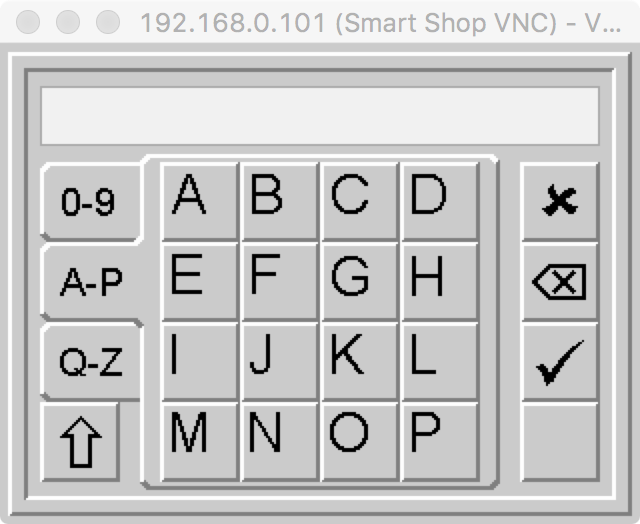 192.168.0.101 (Smart Shop VNC) - V...
0-9 A B C D
A-P E F G H
Q-Z I J K L
M N O P